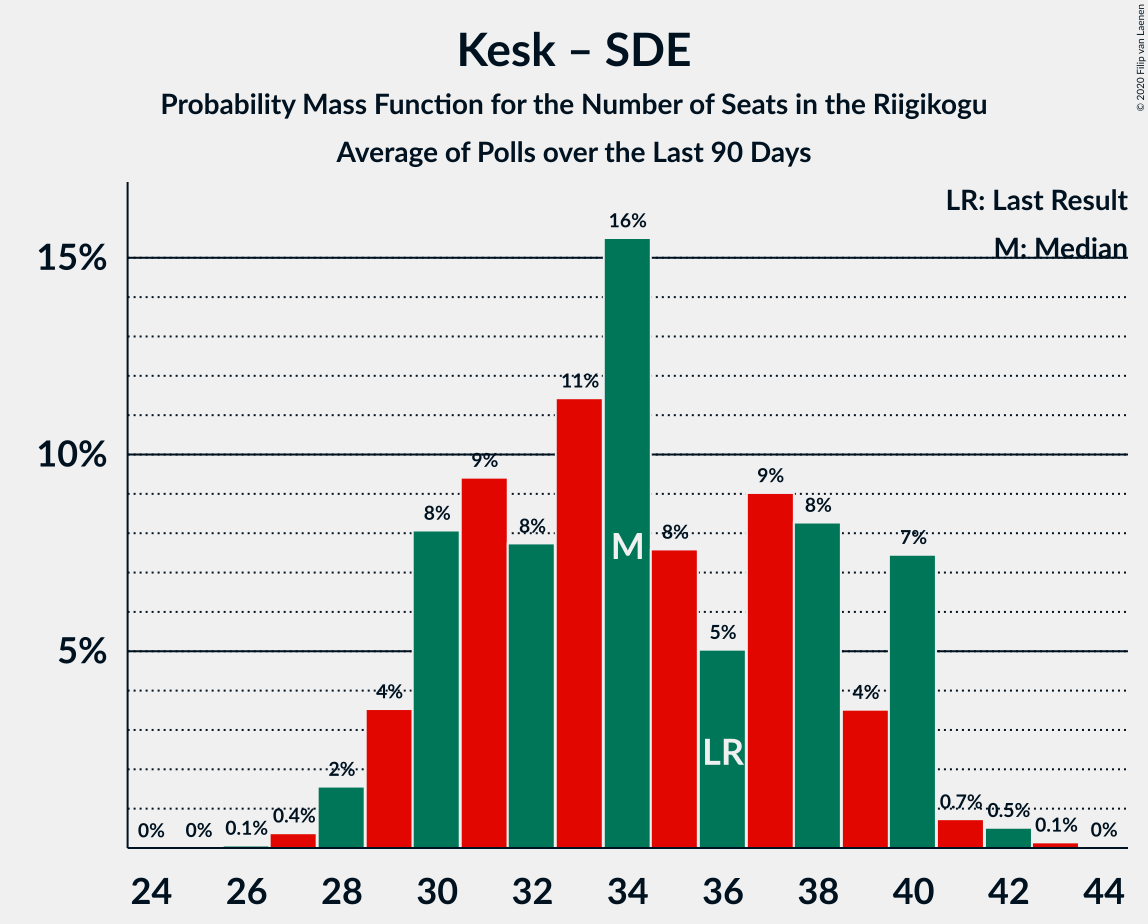 Kesk – SDE
Probability Mass Function for the Number of Seats in the Riigikogu
Average of Polls over the Last 90 Days
© 2020 Filip van Laenen
LR: Last Result
M: Median
15%
10%
5%
0%
0%
0.1%
0.4%
2%
4%
8%
9%
8%
11%
16%
8%
5%
9%
8%
4%
7%
0.7%
0.5%
0.1%
0%
M
LR
24 26 28 30 32 34 36 38 40 42 44